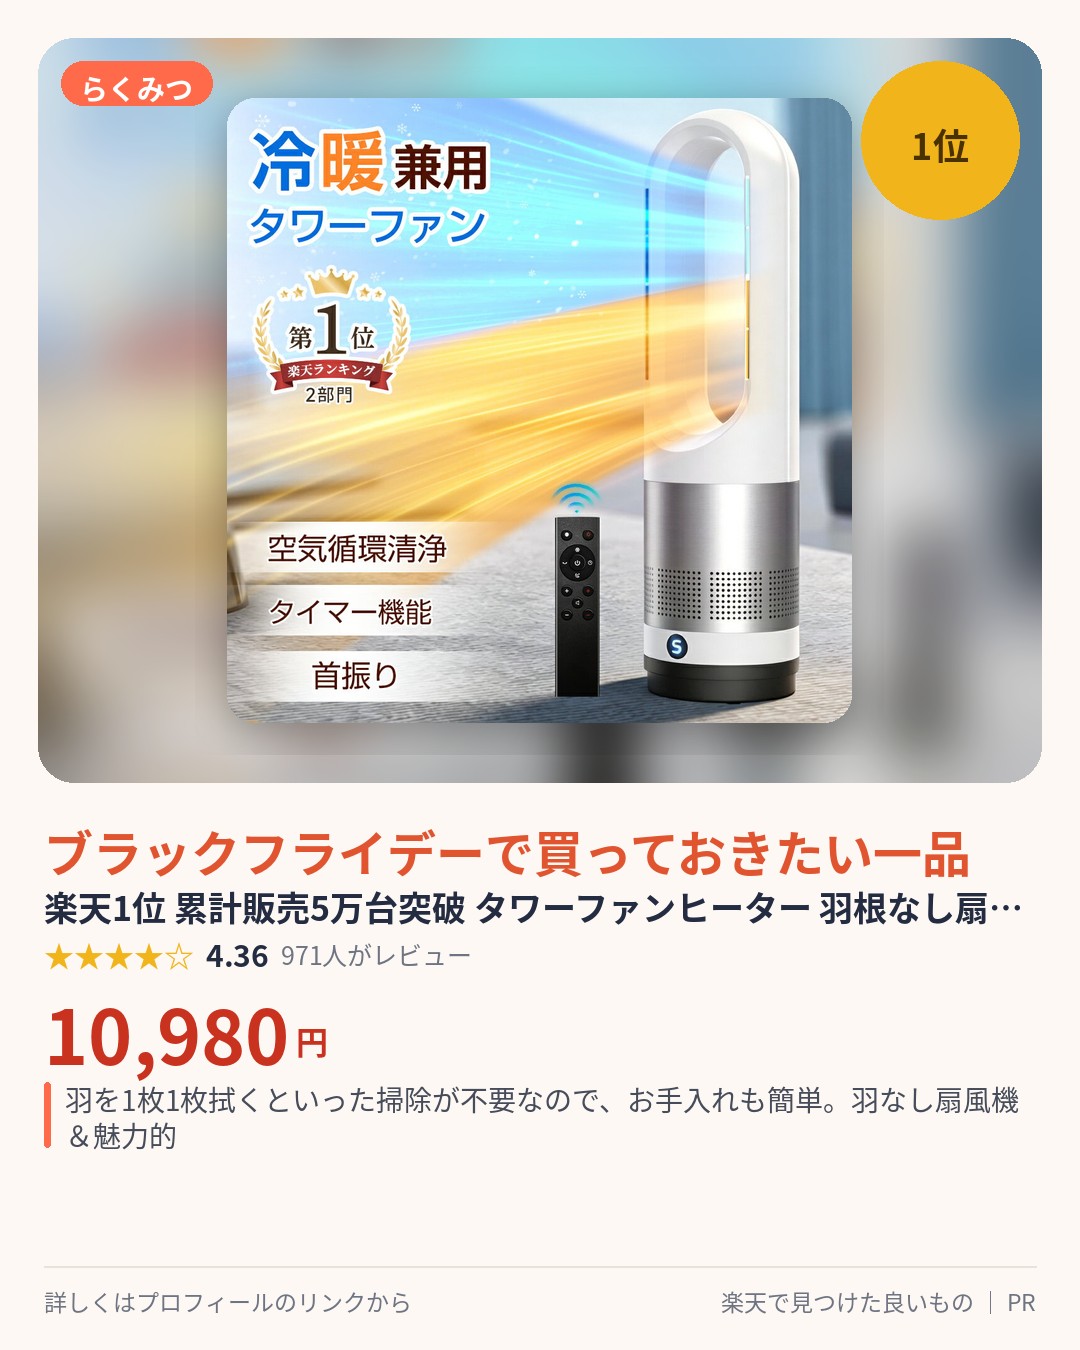 らくみつ
1位
冷暖兼用
タワーファン
第1位
楽天ランキング
2部門
空気循環清浄
タイマー機能
首振り
S
ブラックフライデーで買っておきたい一品
楽天1位 累計販売5万台突破 タワーファンヒーター 羽根なし扇…
★★★★☆ 4.36 971人がレビュー
10,980円
羽を1枚1枚拭くといった掃除が不要なので、お手入れも簡単。羽なし扇風機
＆魅力的
詳しくはプロフィールのリンクから
楽天で見つけた良いもの｜PR